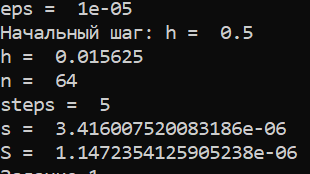 eps =  1e-05
Начальный шаг: h =  0.5
h =  0.015625
n =  64
steps =  5
s =  3.416007520083186e-06
S =  1.1472354125905238e-06